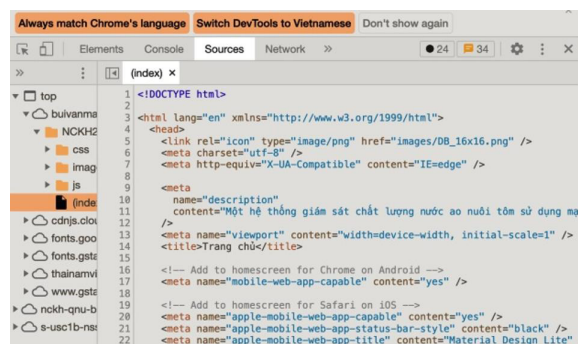 Always match Chrome's language Switch DevTools to Vietnamese Don't show again
Elements Console Sources Network » 24 34
» (index) ×
top
buivanma
NCKH2
css
imag
js
(inde
cdnjs.clou
fonts.goo
fonts.gsta
thainamvi
www.gsta
nckh-qnu-b
s-usc1b-nss
1 <!DOCTYPE html>
2
3 <html lang="en" xmlns="http://www.w3.org/1999/html">
4 <head>
5 <link rel="icon" type="image/png" href="images/DB_16x16.png" />
6 <meta charset="utf-8" />
7 <meta http-equiv="X-UA-Compatible" content="IE=edge" />
8
9 <meta
10 name="description"
11 content="Một hệ thống giám sát chất lượng nước ao nuôi tôm sử dụng mạ
12 />
13 <meta name="viewport" content="width=device-width, initial-scale=1" />
14 <title>Trang chủ</title>
15
16 <!-- Add to homescreen for Chrome on Android -->
17 <meta name="mobile-web-app-capable" content="yes" />
18
19 <!-- Add to homescreen for Safari on iOS -->
20 <meta name="apple-mobile-web-app-capable" content="yes" />
21 <meta name="apple-mobile-web-app-status-bar-style" content="black" />
22 <meta name="apple-mobile-web-app-title" content="Material Design Lite"